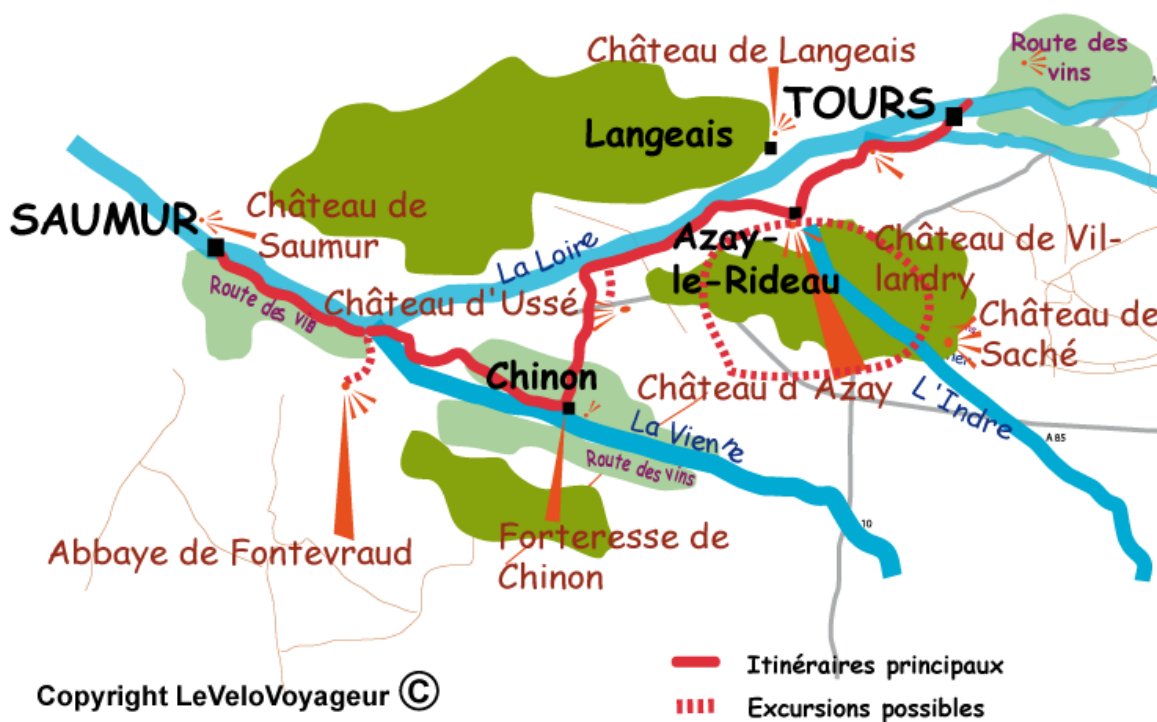 Château de Langeais
Route des
vins
TOURS
Langeais
SAUMUR
Château de
Saumur
La Loire
Azay-
le-Rideau
Château de Vil-
landry
Route des vin
Château d'Ussé
Château de
Saché
Chinon
Château d Azay
L'Indre
La Vienne
A 85
Route des vins
10
Abbaye de Fontevraud
Forteresse de
Chinon
Itinéraires principaux
Copyright LeVeloVoyageur ©
Excursions possibles